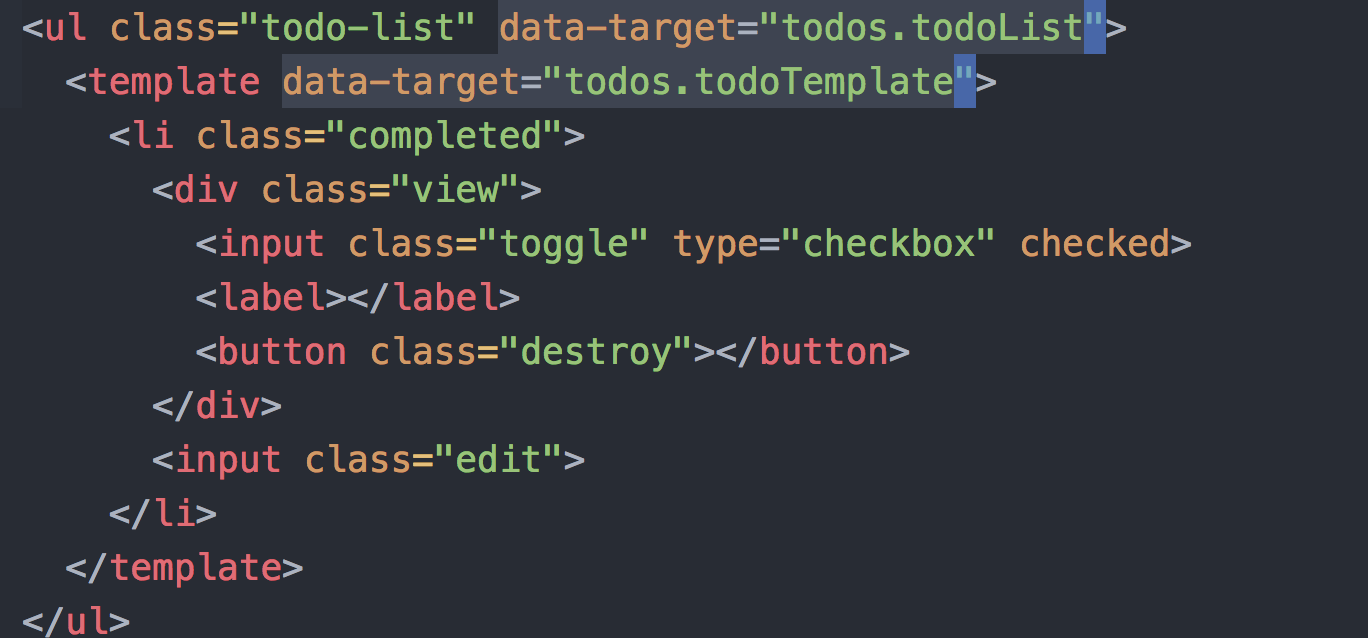 <ul class="todo-list" data-target="todos.todoList">
  <template data-target="todos.todoTemplate">
    <li class="completed">
      <div class="view">
        <input class="toggle" type="checkbox" checked>
        <label></label>
        <button class="destroy"></button>
      </div>
      <input class="edit">
    </li>
  </template>
</ul>